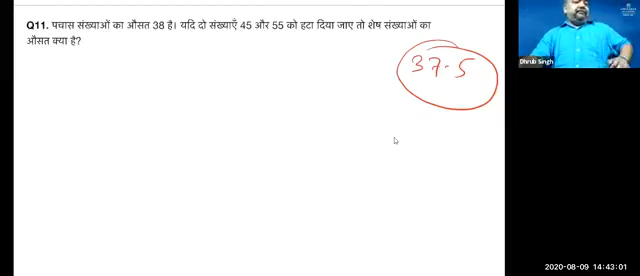 Q11. पचास संख्याओं का औसत 38 है। यदि दो संख्याएँ 45 और 55 को हटा दिया जाए तो शेष संख्याओं का
औसत क्या है?
37.5
Dhrub Singh
2020-08-09 14:43:01